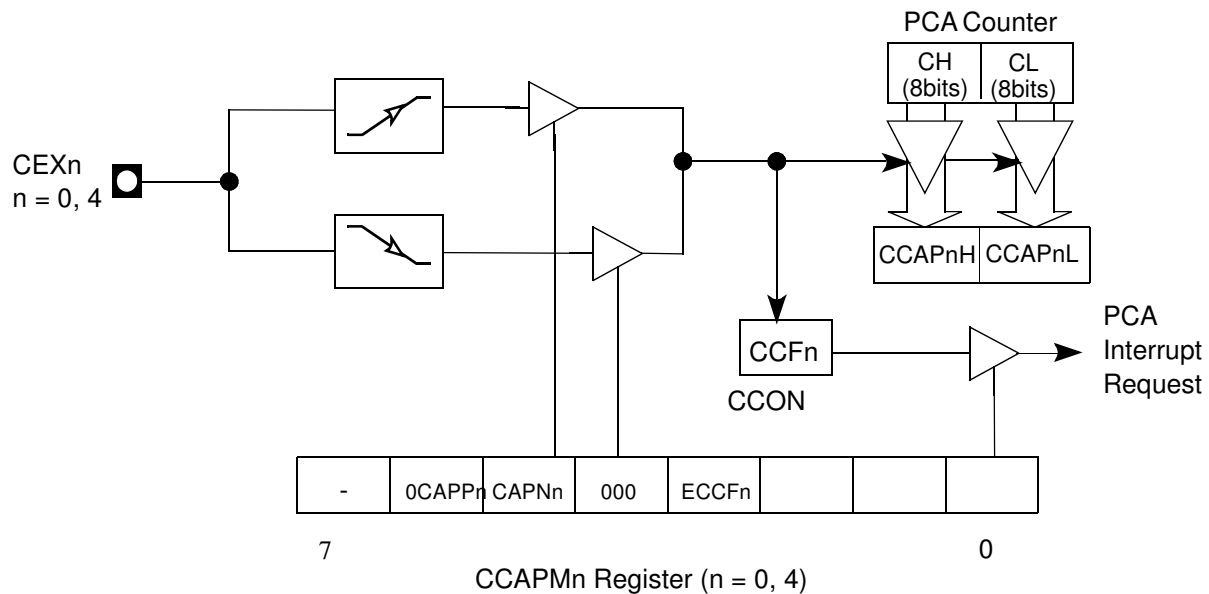 PCA Counter
CH CL
(8bits) (8bits)
CEXn
n = 0, 4
CCAPnH CCAPnL
PCA
Interrupt
Request
CCFn
CCON
- 0CAPPn CAPNn 000 ECCFn
7 0
CCAPMn Register (n = 0, 4)